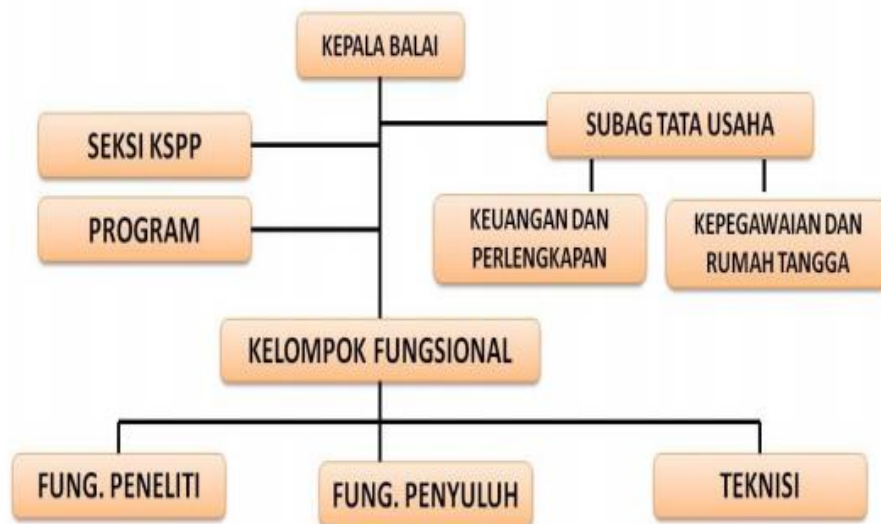 KEPALA BALAI
SUBAG TATA USAHA
SEKSI KSPP
PROGRAM
KEUANGAN DAN
PERLENGKAPAN
KEPEGAWAIAN DAN
RUMAH TANGGA
KELOMPOK FUNGSIONAL
FUNG. PENELITI
FUNG. PENYULUH
TEKNISI